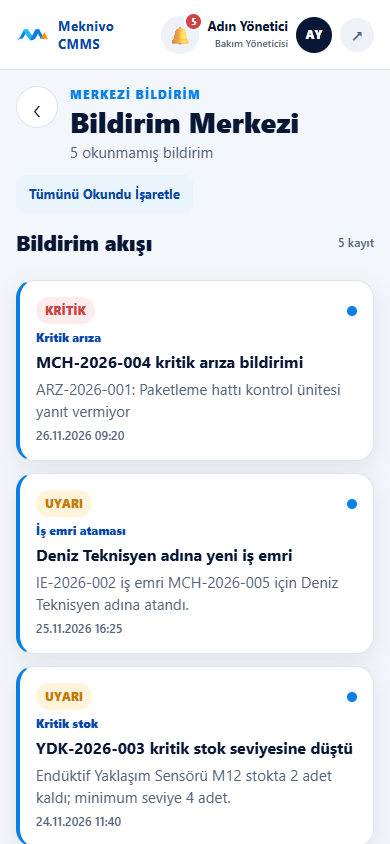 Meknivo
CMMS
5
Adın Yönetici
Bakım Yöneticisi
AY
↗
‹
MERKEZİ BİLDİRİM
Bildirim Merkezi
5 okunmamış bildirim
Tümünü Okundu İşaretle
Bildirim akışı
5 kayıt
KRİTİK
Kritik arıza
MCH-2026-004 kritik arıza bildirimi
ARZ-2026-001: Paketleme hattı kontrol ünitesi
yanıt vermiyor
26.11.2026 09:20
UYARI
İş emri ataması
Deniz Teknisyen adına yeni iş emri
IE-2026-002 iş emri MCH-2026-005 için Deniz
Teknisyen adına atandı.
25.11.2026 16:25
UYARI
Kritik stok
YDK-2026-003 kritik stok seviyesine düştü
Endüktif Yaklaşım Sensörü M12 stokta 2 adet
kaldı; minimum seviye 4 adet.
24.11.2026 11:40